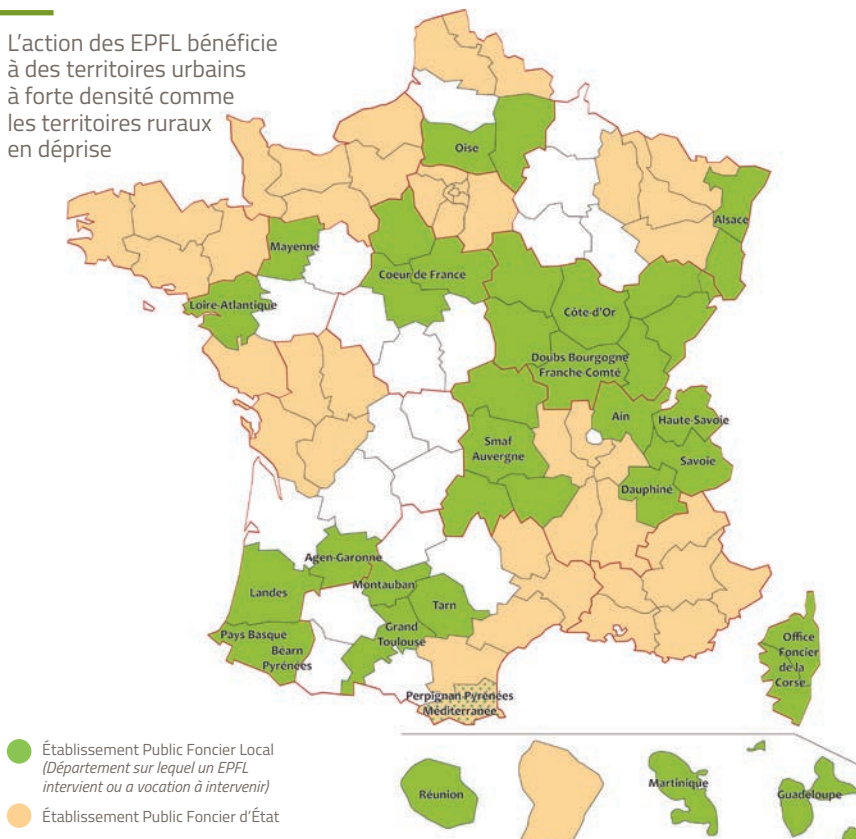 L'action des EPFL bénéficie
à des territoires urbains
à forte densité comme
les territoires ruraux
en déprise
Oise
Alsace
Mayenne
Coeur de France
Loire-Atlantique
Côte-d'Or
Doubs Bourgogne
Franche Comté
Ain
Haute-Savoie
Smaf
Auvergne
Savoie
Dauphiné
Agen-Garonne
Landes
Montauban
Tarn
Grand
Toulouse
Pays Basque
Béarn
Pyrénées
Office
Foncier
de la
Corse
Perpignan Pyrénées
Méditerranée
Établissement Public Foncier Local
(Département sur lequel un EPFL
intervient ou a vocation à intervenir)
Établissement Public Foncier d'État
Réunion
Martinique
Guadeloupe